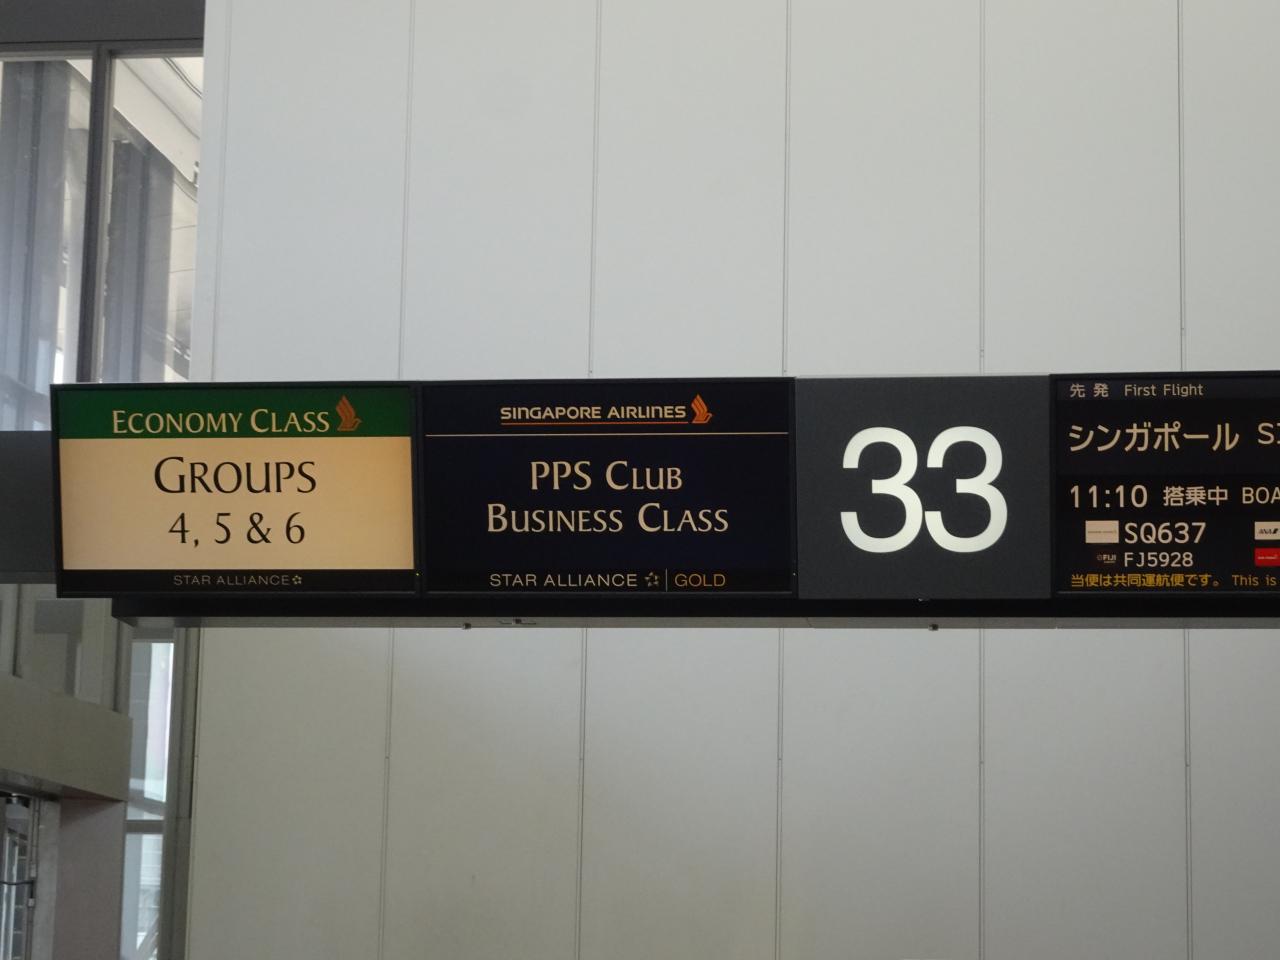 ECONOMY CLASS
GROUPS
4, 5 & 6
STAR ALLIANCE
SINGAPORE AIRLINES
PPS CLUB
BUSINESS CLASS
STAR ALLIANCE GOLD
33
先発 First Flight
シンガポール
11:10 搭乗中
SQ637
ANA
FIJI
FJ5928
当便は共同運航便です。 This is